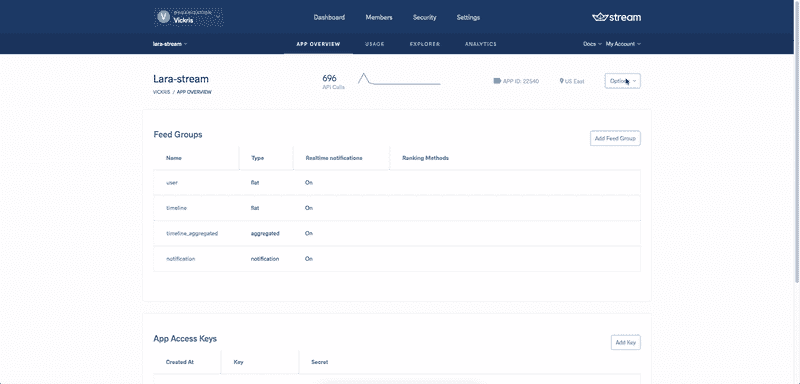 V ORGANIZATION
Vickris
Dashboard Members Security Settings
stream
lara-stream
APP OVERVIEW USAGE EXPLORER ANALYTICS
Docs My Account
Lara-stream
VICKRIS / APP OVERVIEW
696
API Calls
APP ID: 22540
US East
Options
Feed Groups
Add Feed Group
Name Type Realtime notifications Ranking Methods
user flat On
timeline flat On
timeline_aggregated aggregated On
notification notification On
App Access Keys
Add Key
Created At Key Secret